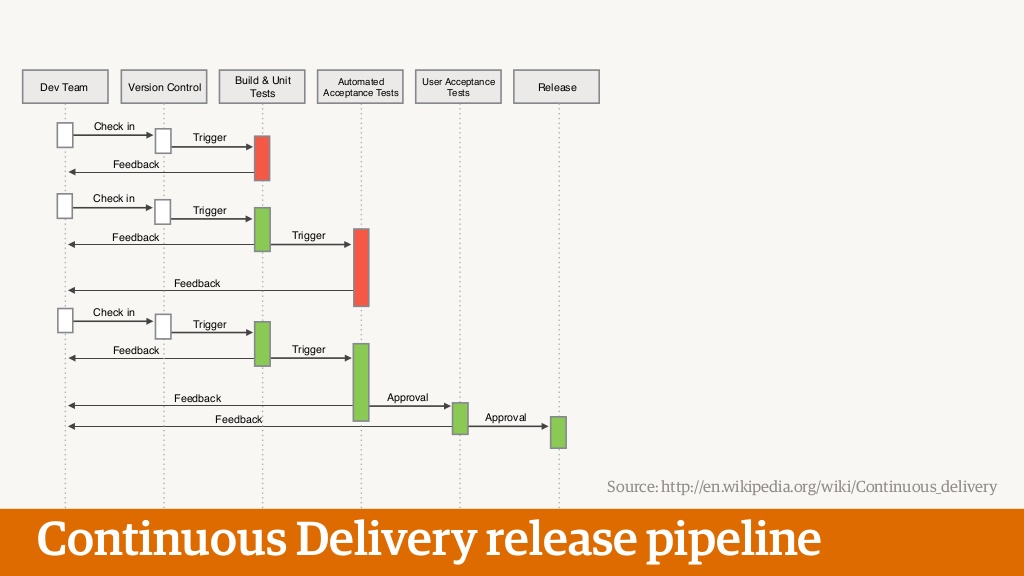 Dev Team
Version Control
Build & Unit
Tests
Automated
Acceptance Tests
User Acceptance
Tests
Release
Check in
Trigger
Feedback
Check in
Trigger
Feedback
Trigger
Feedback
Check in
Trigger
Feedback
Trigger
Feedback
Approval
Feedback
Approval
Source: http://en.wikipedia.org/wiki/Continuous_delivery
Continuous Delivery release pipeline